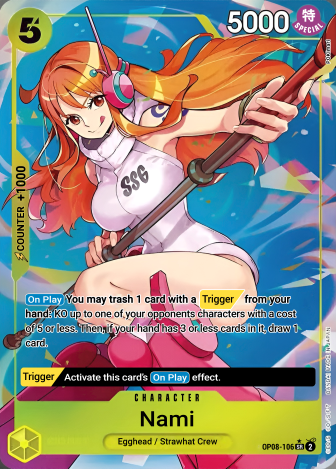 5
5000
特
SPECIAL
COUNTER +1000
SSG
On Play You may trash 1 card with a Trigger from your
hand: KO up to one of,your opponents characters with a cost
of 5 or less. Then, if your hand has 3 or less cards in it, draw 1
card.
Trigger Activate this card's On Play effect.
CHARACTER
Nami
Egghead / Strawhat Crew
OP08-106 SR 2